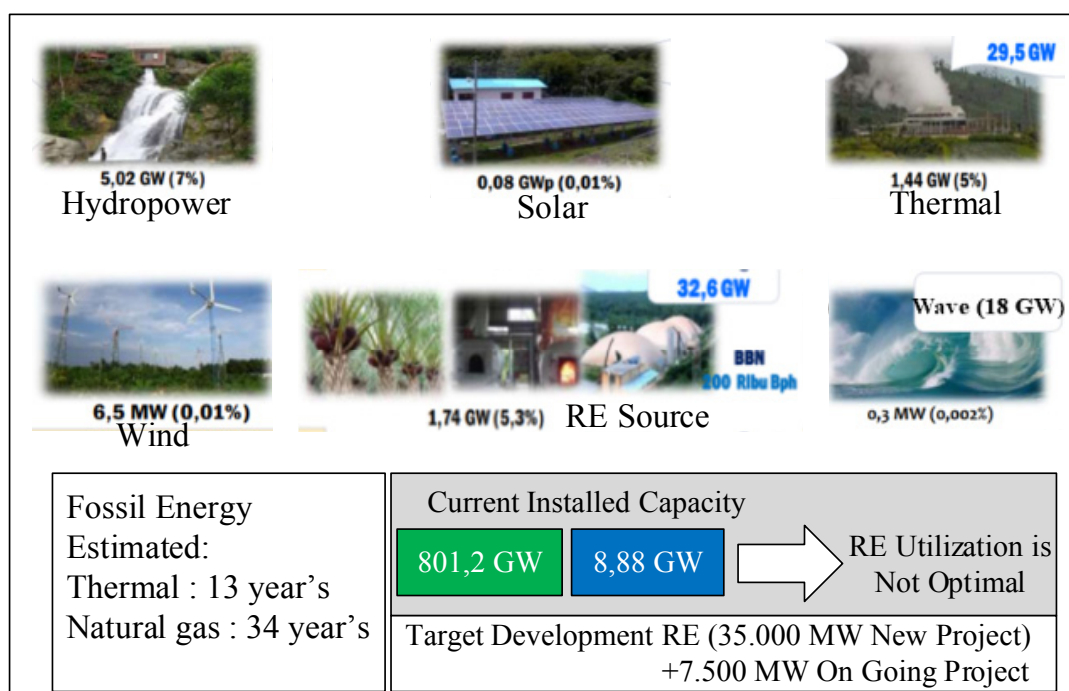 29,5 GW
5,02 GW (7%)
Hydropower
0,08 GWp (0,01%)
Solar
1,44 GW (5%)
Thermal
32,6 GW
Wave (18 GW)
BBN
200 RIbu Bph
6,5 MW (0,01%)
Wind
1,74 GW (5,3%)
RE Source
0,3 MW (0,002%)
Fossil Energy
Estimated:
Thermal : 13 year’s
Natural gas : 34 year’s
Current Installed Capacity
801,2 GW
8,88 GW
RE Utilization is
Not Optimal
Target Development RE (35.000 MW New Project)
+7.500 MW On Going Project